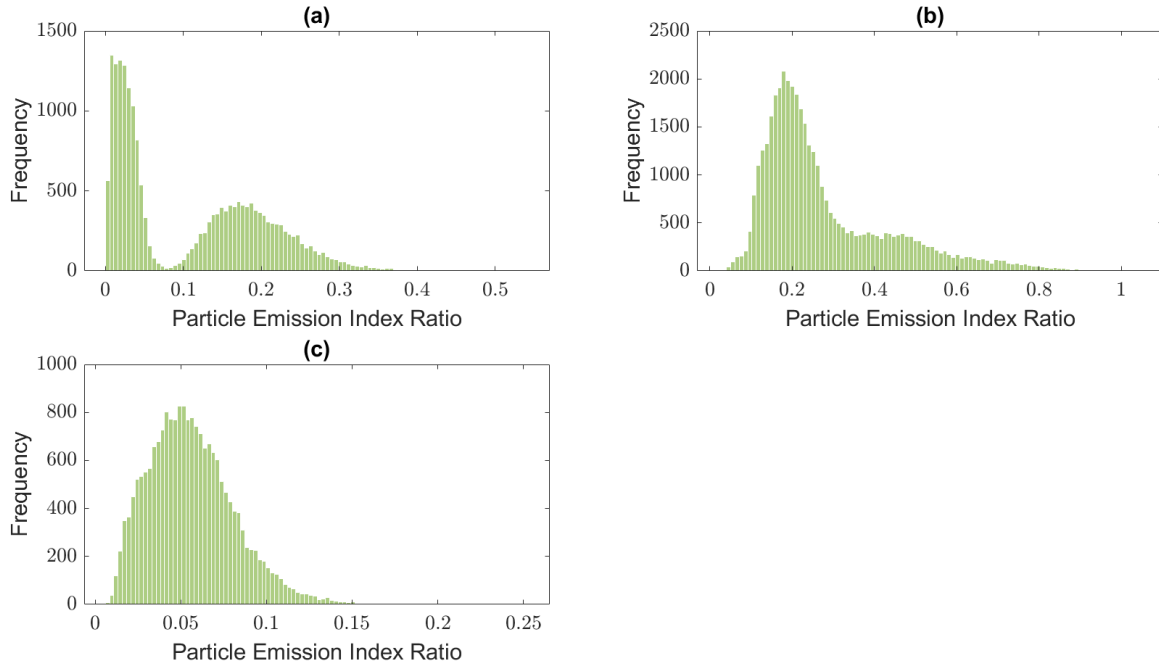 (a)
1500
1000
500
0
Frequency
0 0.1 0.2 0.3 0.4 0.5
Particle Emission Index Ratio
(b)
2500
2000
1500
1000
500
0
Frequency
0 0.2 0.4 0.6 0.8 1
Particle Emission Index Ratio
(c)
1000
800
600
400
200
0
Frequency
0 0.05 0.1 0.15 0.2 0.25
Particle Emission Index Ratio